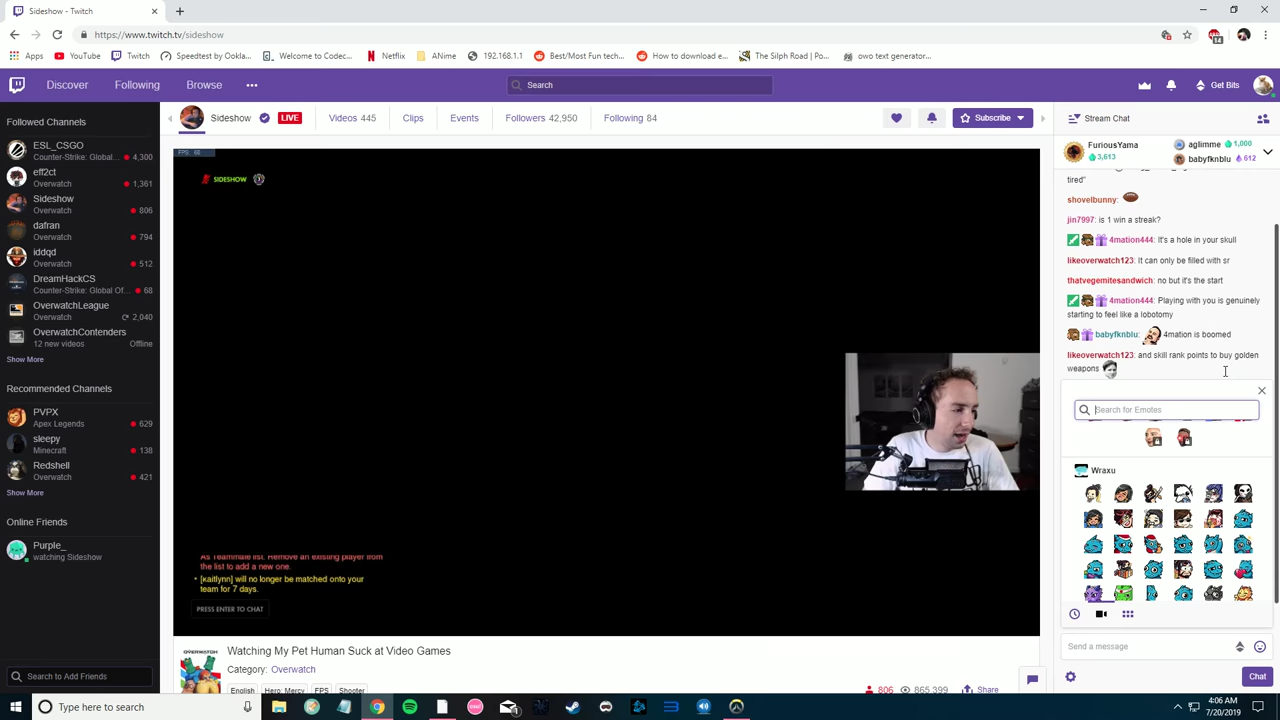 Sideshow - Twitch
https://www.twitch.tv/sideshow
14
Apps
YouTube
Twitch
Speedtest by Ookla...
Welcome to Codec...
Netflix
ANime
192.168.1.1
Best/Most Fun tech...
How to download e...
The Silph Road | Po...
owo text generator...
Discover
Following
Browse
Search
Get Bits
Followed Channels
ESL_CSGO
Counter-Strike: Global...
4,300
eff2ct
Overwatch
1,361
Sideshow
Overwatch
806
dafran
Overwatch
794
iddqd
Overwatch
512
DreamHackCS
Counter-Strike: Global Of...
68
OverwatchLeague
Overwatch
2,040
OverwatchContenders
12 new videos
Offline
Show More
Recommended Channels
PVPX
Apex Legends
629
sleepy
Minecraft
138
Redshell
Overwatch
421
Show More
Online Friends
Purple_
watching Sideshow
Search to Add Friends
Sideshow
LIVE
Videos 445
Clips
Events
Followers 42,950
Following 84
Subscribe
SIDESHOW
As Teammate list. Remove an existing player from
the list to add a new one.
[kaitlynn] will no longer be matched onto your
team for 7 days.
PRESS ENTER TO CHAT
OVERWATCH
Watching My Pet Human Suck at Video Games
Category: Overwatch
English
Hero: Mercy
FPS
Shooter
806
865,399
Share
Stream Chat
FuriousYama
3,613
aglimme 1,000
babyfknblu 612
tired"
shovelbunny:
jin7997: is 1 win a streak?
4mation444: It's a hole in your skull
likeoverwatch123: It can only be filled with sr
thatvegemitesandwich: no but it's the start
4mation444: Playing with you is genuinely
starting to feel like a lobotomy
babyfknblu: 4mation is boomed
likeoverwatch123: and skill rank points to buy golden
weapons
Search for Emotes
Wraxu
Send a message
Chat
Type here to search
4:06 AM
7/20/2019